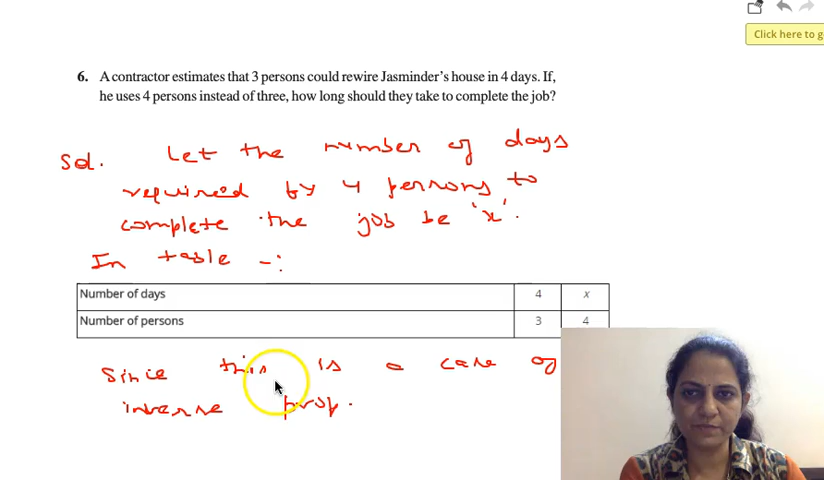 Click here to g
6. A contractor estimates that 3 persons could rewire Jasminder's house in 4 days. If,
he uses 4 persons instead of three, how long should they take to complete the job?
Sol. Let the number of days
required by 4 persons to
complete the job be 'x'.
In table -:
Number of days 4 x
Number of persons 3 4
Since this is a case of
inverse prop.